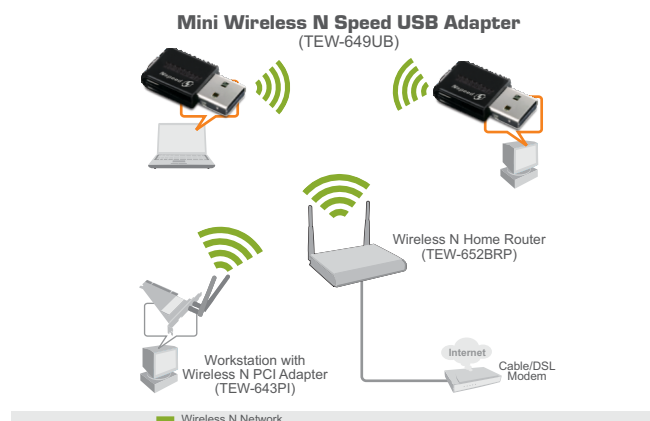 Mini Wireless N Speed USB Adapter
(TEW-649UB)
Wireless N Home Router
(TEW-652BRP)
Internet
Cable/DSL
Modem
Workstation with
Wireless N PCI Adapter
(TEW-643PI)
Wireless N Network